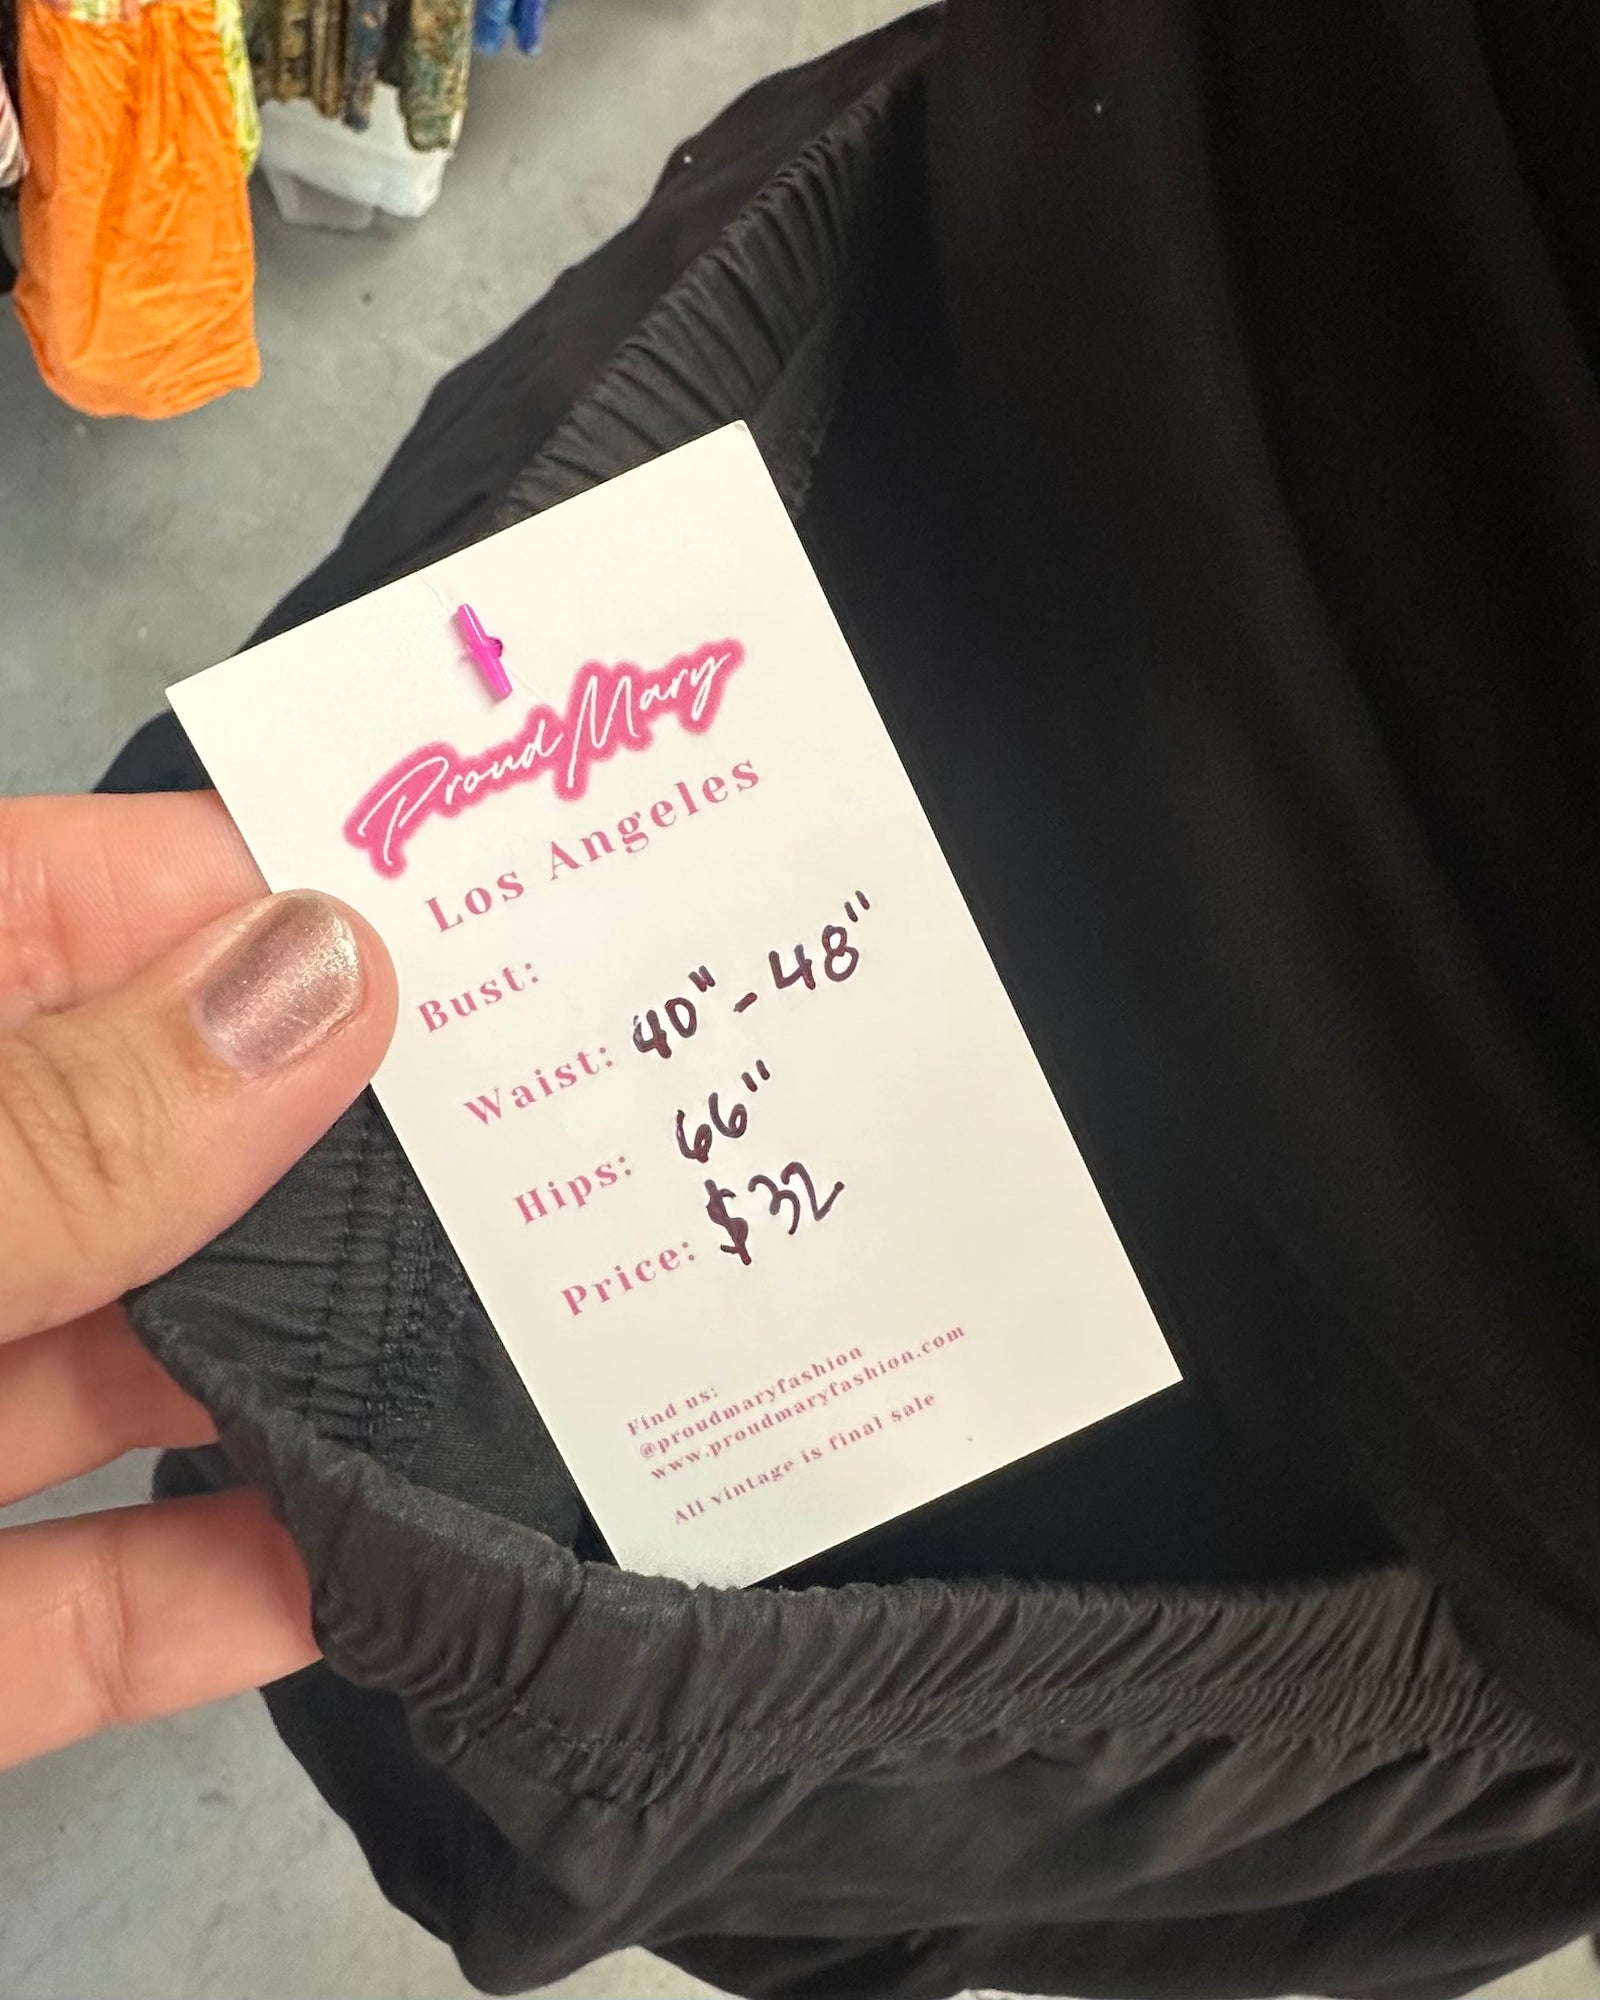 Proud Mary
Los Angeles
Bust:
Waist: 40" - 48"
Hips: 66"
Price: $32
Find us:
@proudmaryfashion
www.proudmaryfashion.com
All vintage is final sale